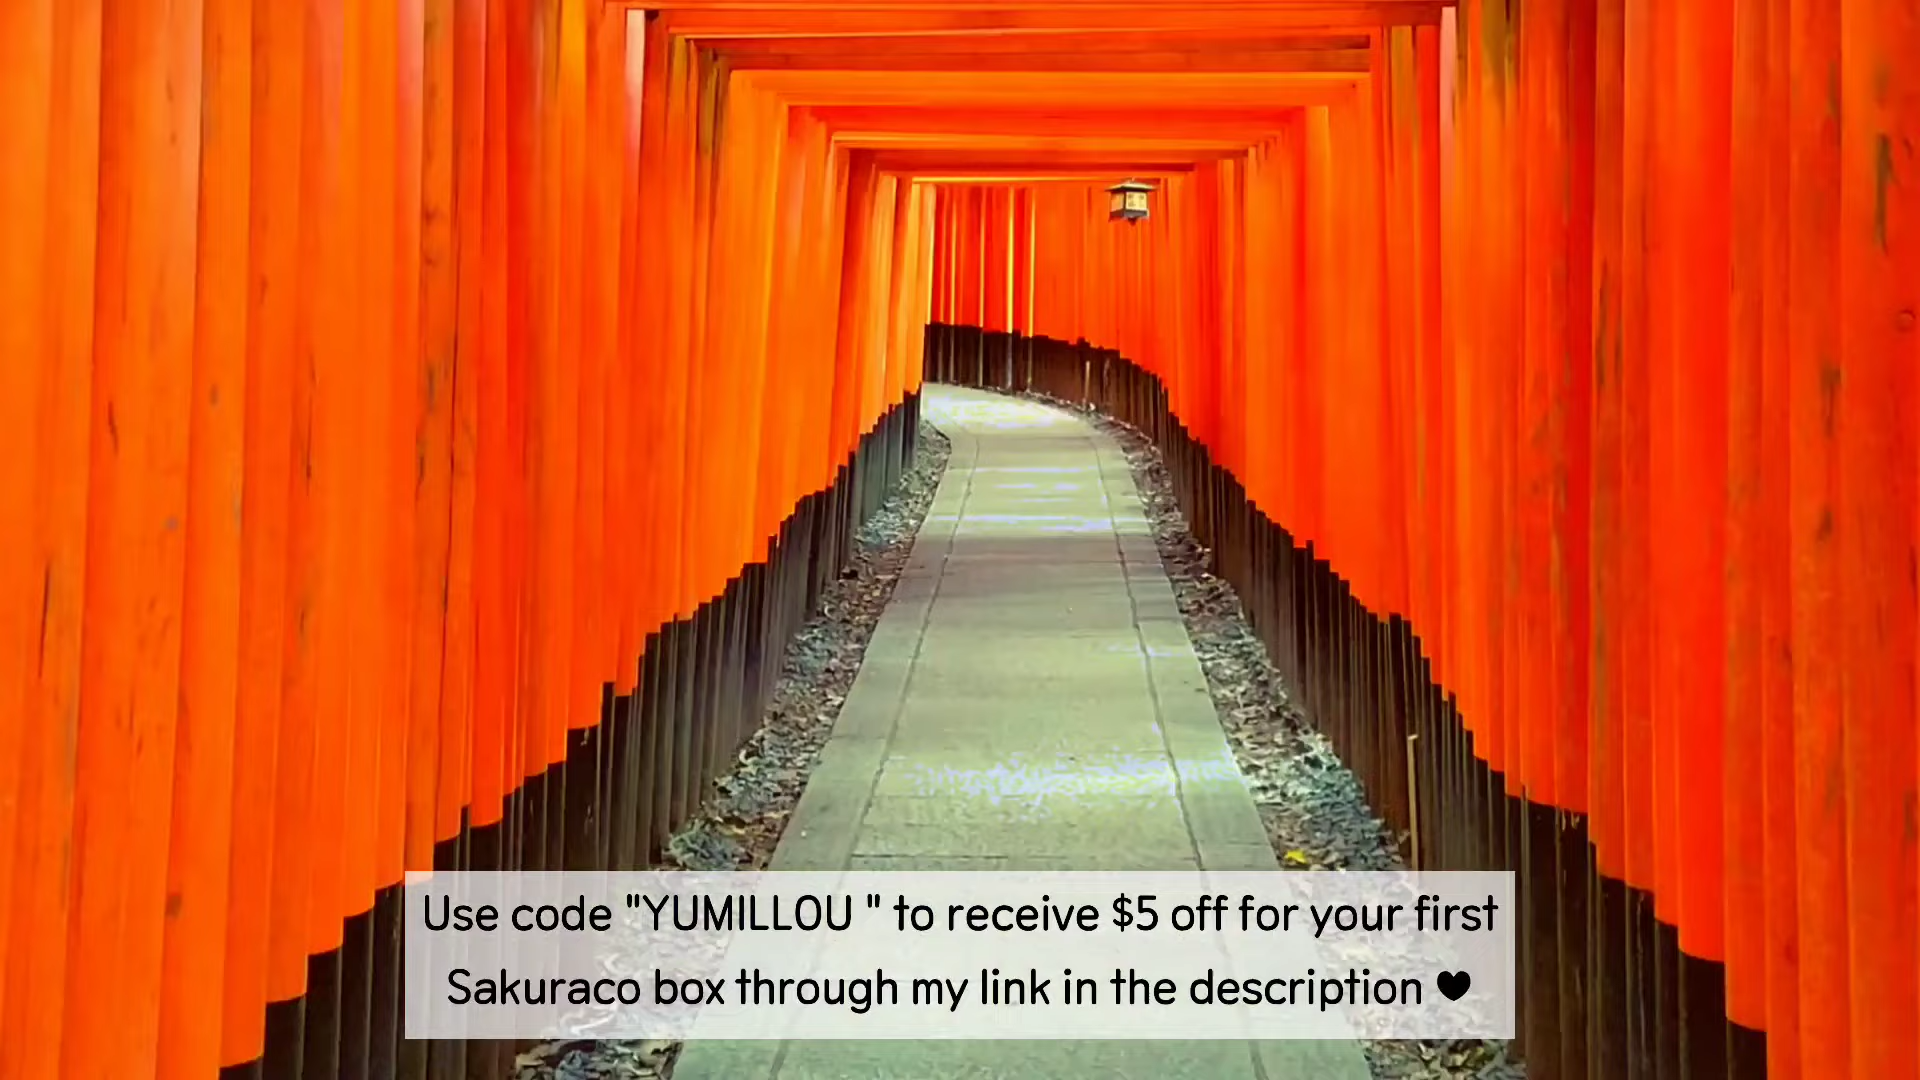 Use code "YUMILLOU " to receive $5 off for your first
Sakuraco box through my link in the description ♥